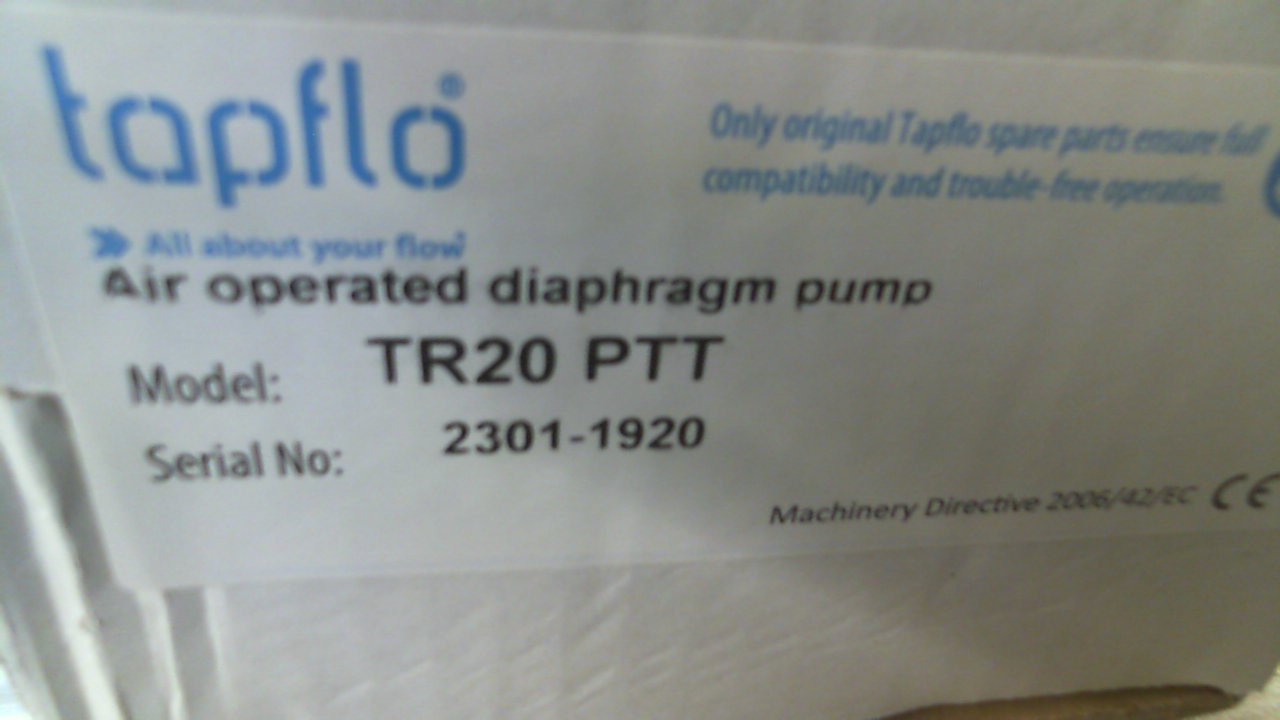 tapflo®
Only original Tapflo spare parts ensure full
compatibility and trouble-free operation.
All about your flow
Air operated diaphragm pump
Model: TR20 PTT
Serial No: 2301-1920
Machinery Directive 2006/42/EC CE